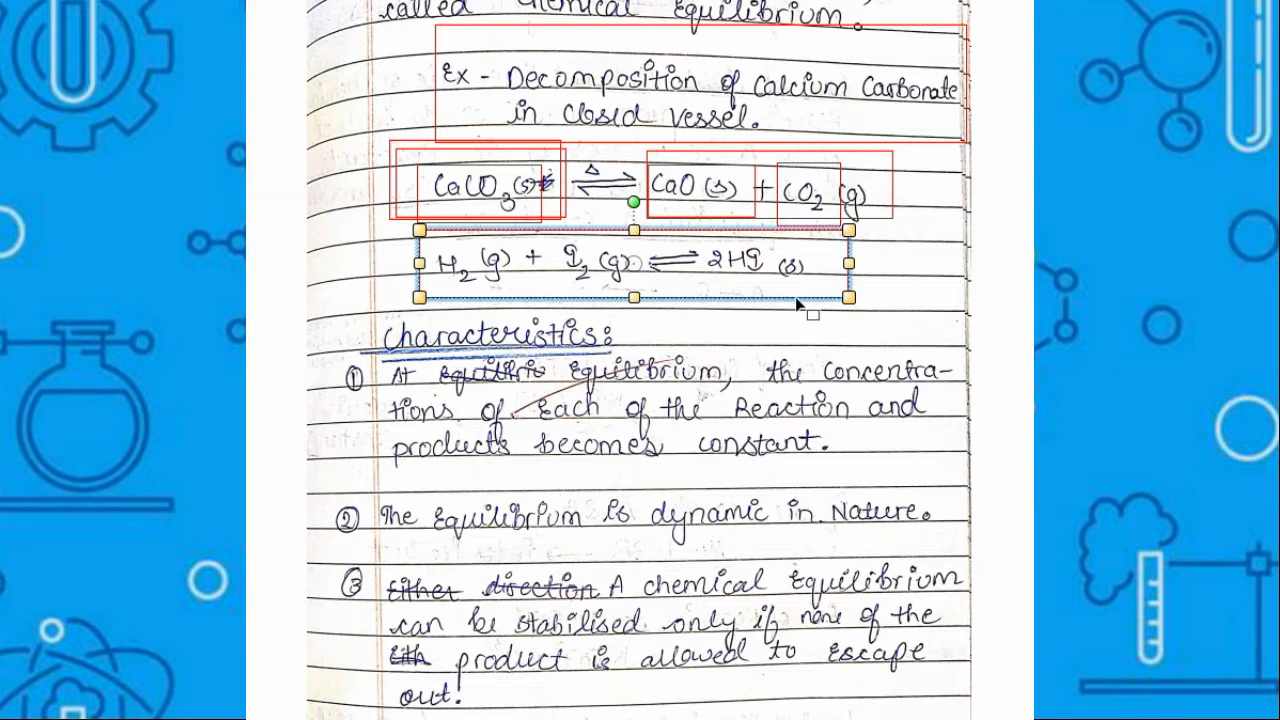 called Chemical Equilibrium.
Ex - Decomposition of Calcium Carbonate
in closed vessel.
CaCO₃(s) ⇌ Δ CaO(s) + CO₂(g)
H₂(g) + I₂(g) ⇌ 2HI(s)
Characteristics:
① At Equilibrium, the concentra-
tions of Each of the Reaction and
products becomes constant.
② The Equilibrium is dynamic in Nature.
③ Either direction A chemical Equilibrium
can be stabilised only if none of the
product is allowed to Escape
out!